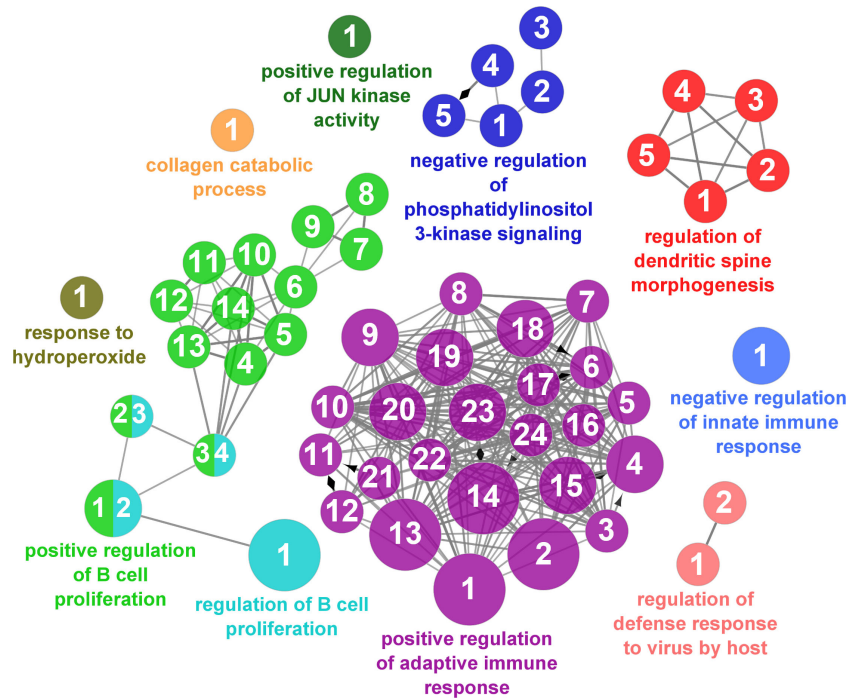 1
positive regulation
of JUN kinase
activity
1
collagen catabolic
process
3
4
2
5
1
negative regulation
of
phosphatidylinositol
3-kinase signaling
4
3
5
2
1
regulation of
dendritic spine
morphogenesis
8
9
7
10
11
6
12
14
5
13
4
2 3
3 4
1 2
positive regulation
of B cell
proliferation
1
response to
hydroperoxide
1
regulation of B cell
proliferation
8
7
18
9
19
6
17
5
10
20
23
16
24
11
22
4
21
15
14
12
3
13
2
1
positive regulation
of adaptive immune
response
1
negative regulation
of innate immune
response
2
1
regulation of
defense response
to virus by host